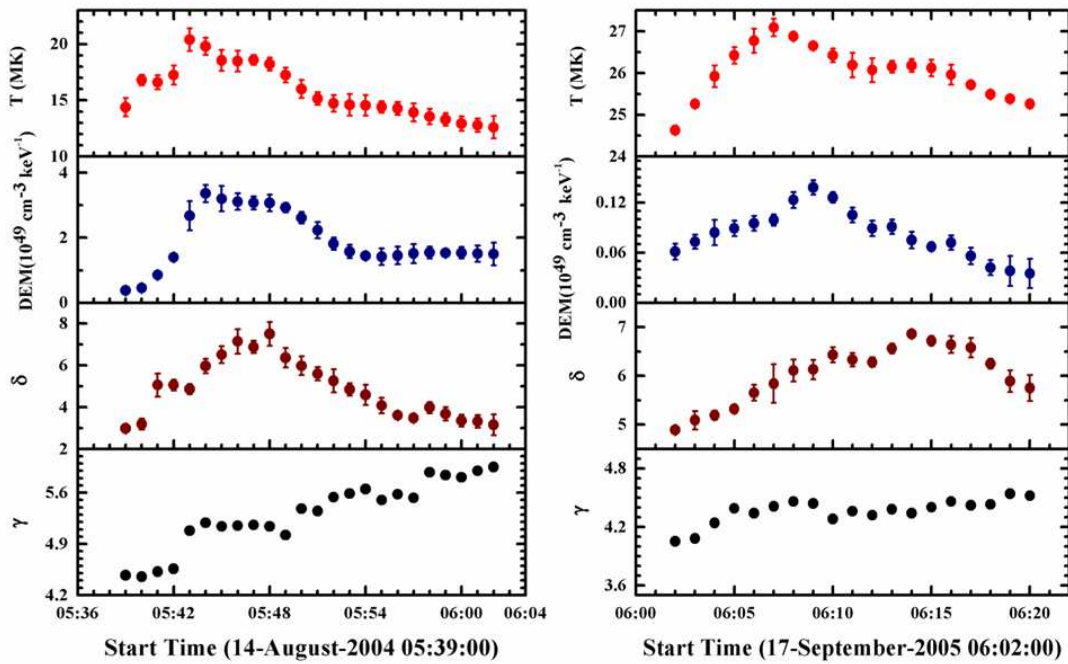 20
15
10
T (MK)
4
2
0
DEM(10⁴⁹ cm⁻³ keV⁻¹)
8
6
4
2
δ
5.6
4.9
4.2
γ
05:36 05:42 05:48 05:54 06:00 06:04
Start Time (14-August-2004 05:39:00)
27
26
25
24
T (MK)
0.12
0.06
0.00
DEM(10⁴⁹ cm⁻³ keV⁻¹)
7
6
5
δ
4.8
4.2
3.6
γ
06:00 06:05 06:10 06:15 06:20
Start Time (17-September-2005 06:02:00)